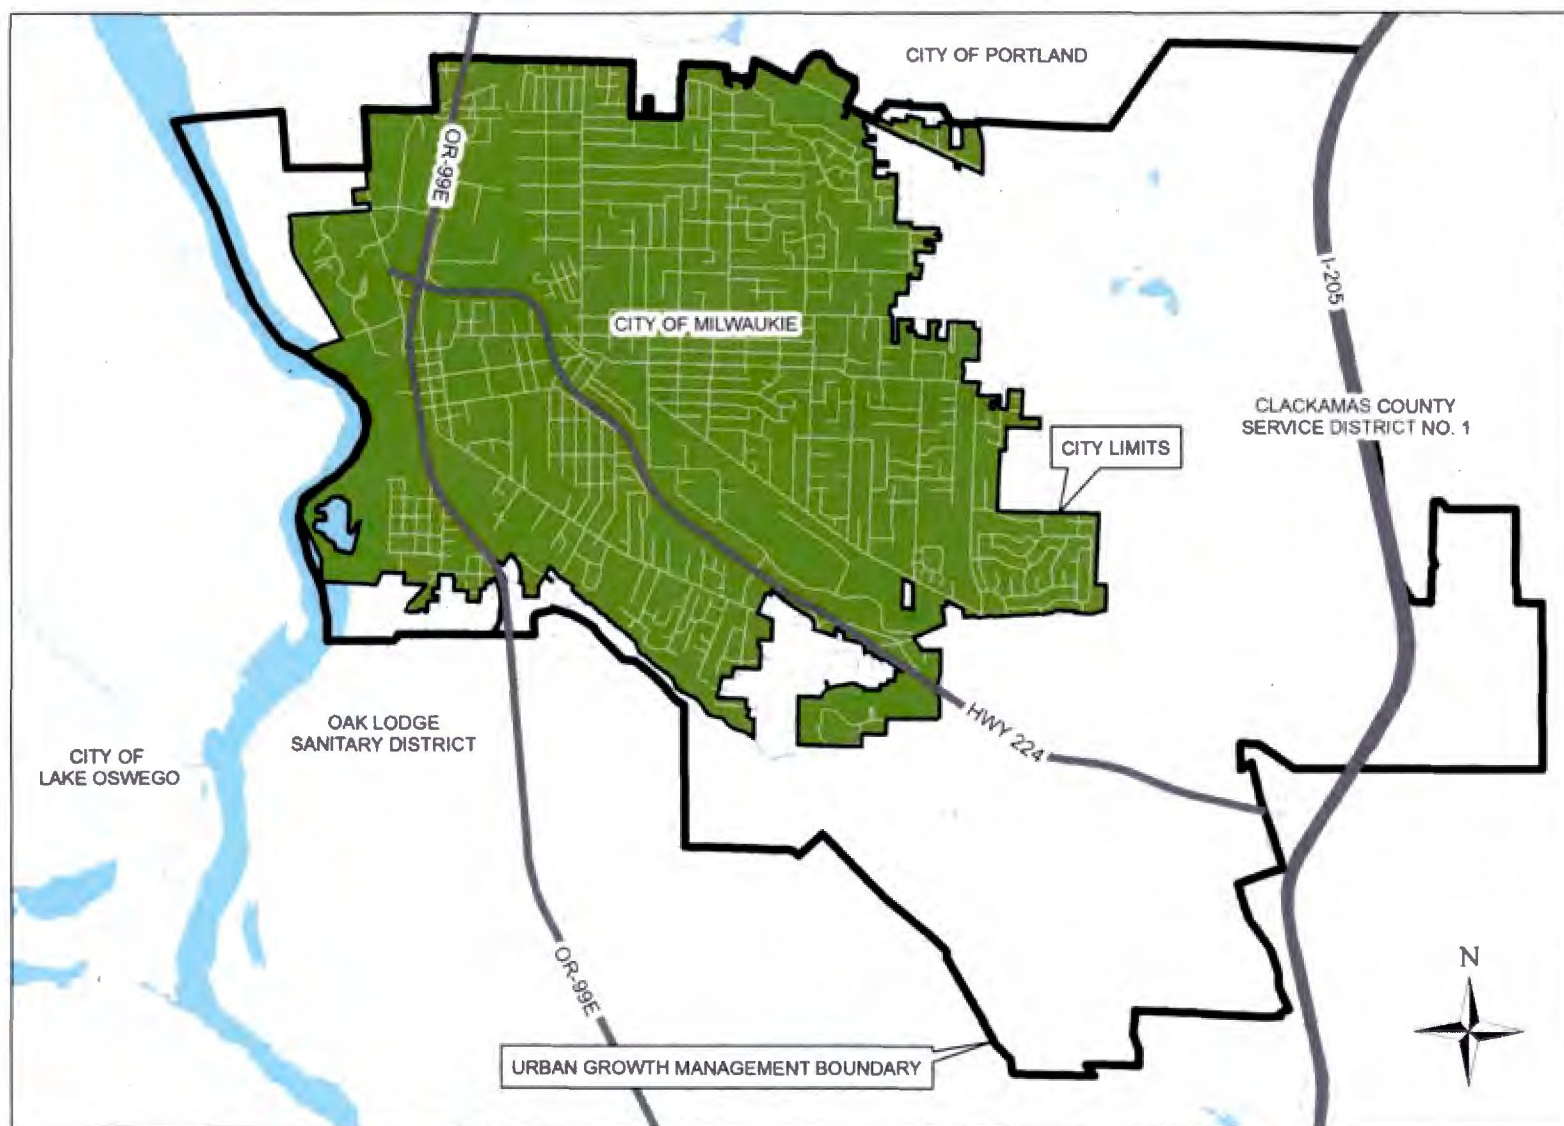 CITY OF PORTLAND
OR-99E
I-205
CITY OF MILWAUKIE
CLACKAMAS COUNTY
SERVICE DISTRICT NO. 1
CITY LIMITS
OAK LODGE
SANITARY DISTRICT
HWY 224
CITY OF
LAKE OSWEGO
OR-99E
N
URBAN GROWTH MANAGEMENT BOUNDARY